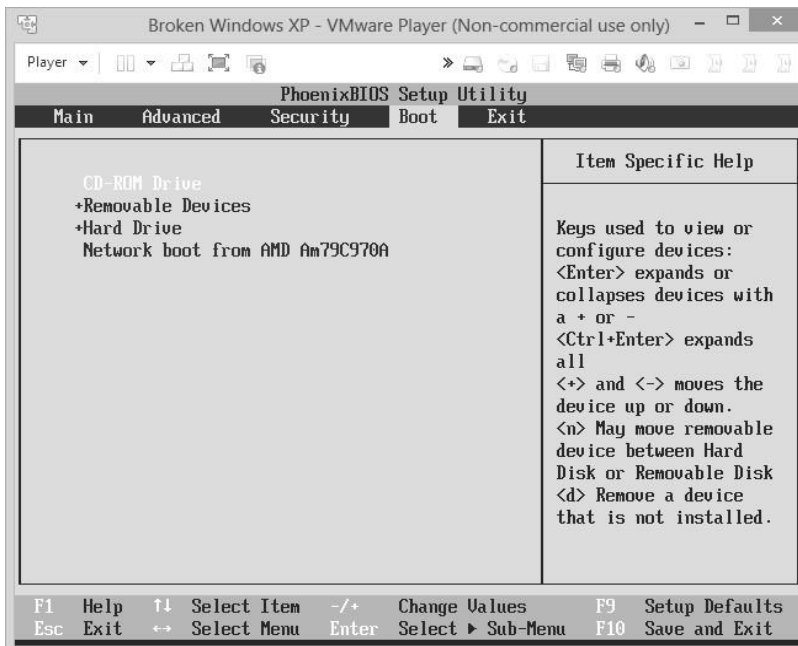 Broken Windows XP - VMware Player (Non-commercial use only)
Player
PhoenixBIOS Setup Utility
Main Advanced Security Boot Exit
CD-ROM Drive
+Removable Devices
+Hard Drive
Network boot from AMD Am79C970A
Item Specific Help
Keys used to view or
configure devices:
<Enter> expands or
collapses devices with
a + or -
<Ctrl+Enter> expands
all
<+> and <-> moves the
device up or down.
<n> May move removable
device between Hard
Disk or Removable Disk
<d> Remove a device
that is not installed.
F1 Help ↑↓ Select Item -/+ Change Values F9 Setup Defaults
Esc Exit ↔ Select Menu Enter Select ▶ Sub-Menu F10 Save and Exit